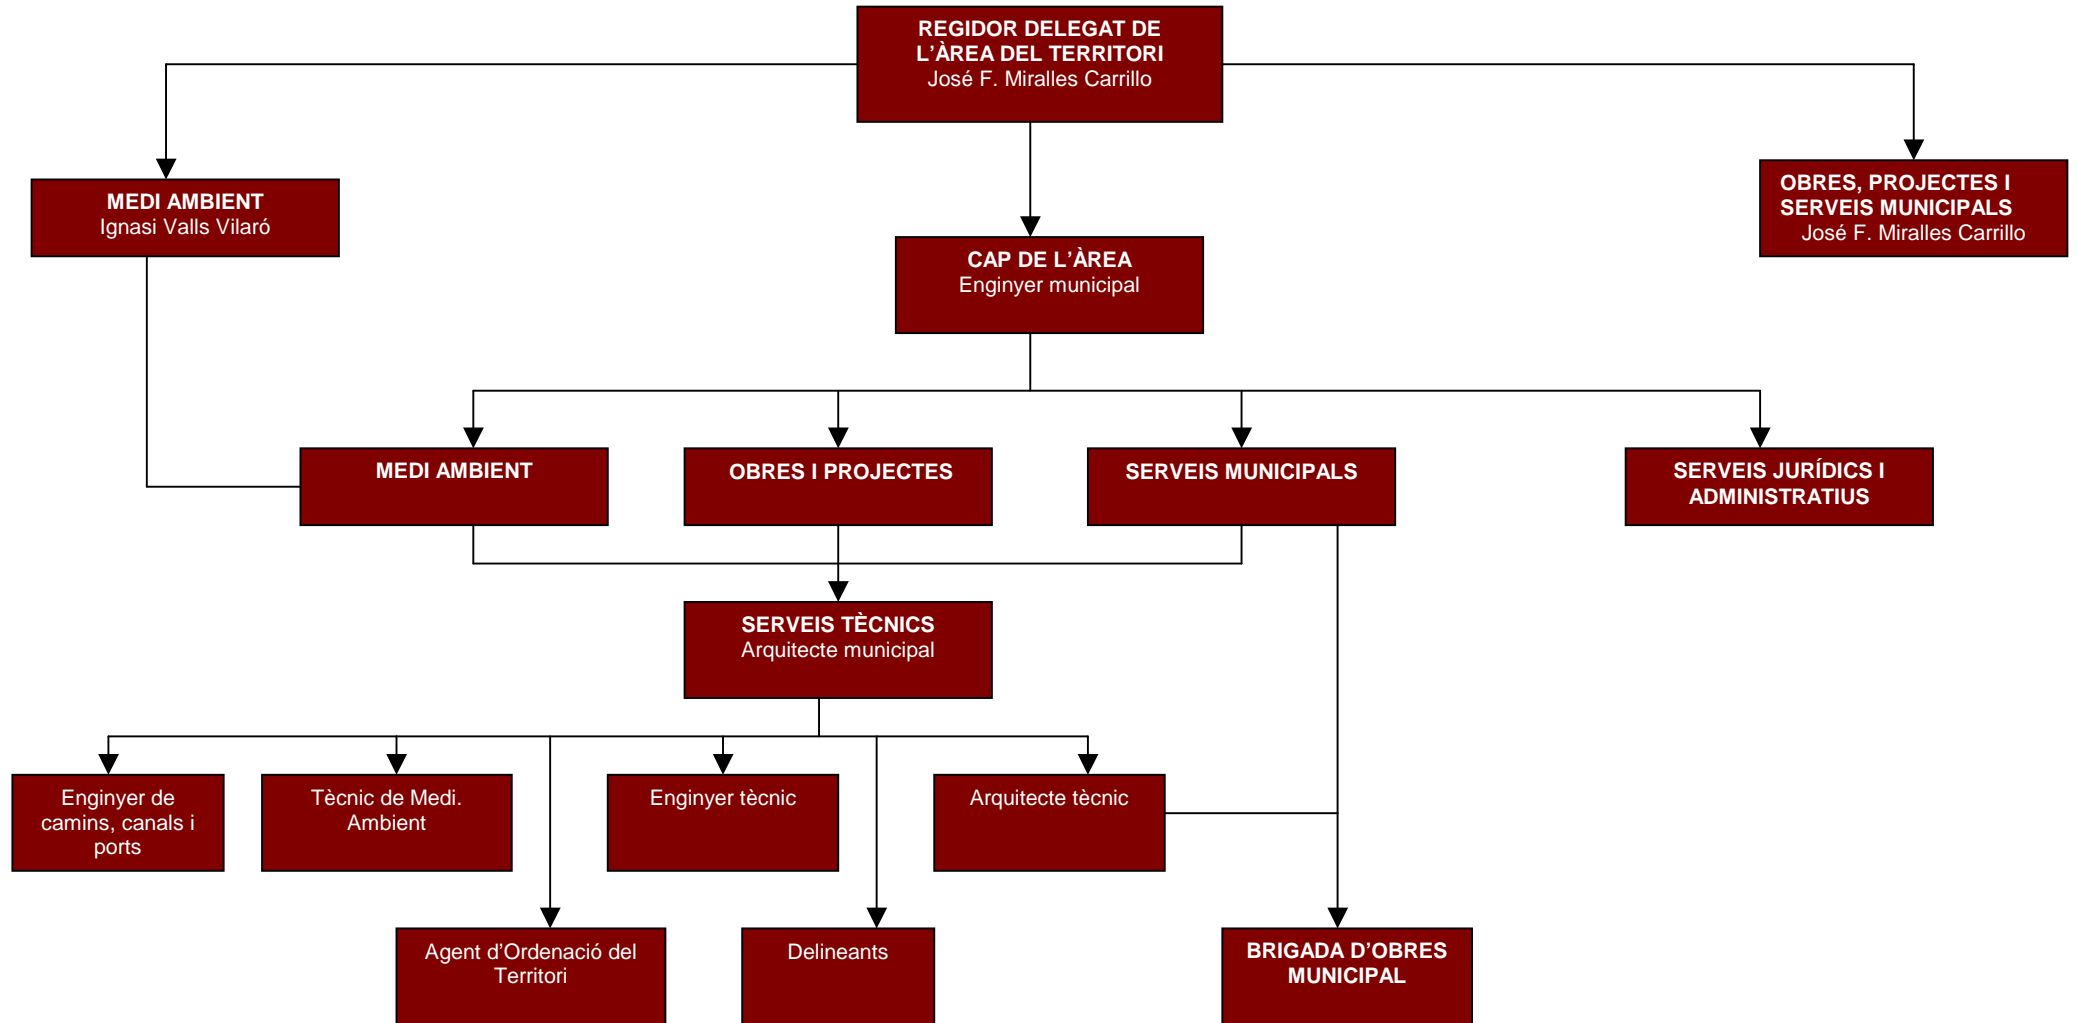 REGIDOR DELEGAT DE
L’ÀREA DEL TERRITORI
José F. Miralles Carrillo
MEDI AMBIENT
Ignasi Valls Vilaró
OBRES, PROJECTES I
SERVEIS MUNICIPALS
José F. Miralles Carrillo
CAP DE L’ÀREA
Enginyer municipal
MEDI AMBIENT
OBRES I PROJECTES
SERVEIS MUNICIPALS
SERVEIS JURÍDICS I
ADMINISTRATIUS
SERVEIS TÈCNICS
Arquitecte municipal
Enginyer de
camins, canals i
ports
Tècnic de Medi.
Ambient
Enginyer tècnic
Arquitecte tècnic
Agent d’Ordenació del
Territori
Delineants
BRIGADA D’OBRES
MUNICIPAL